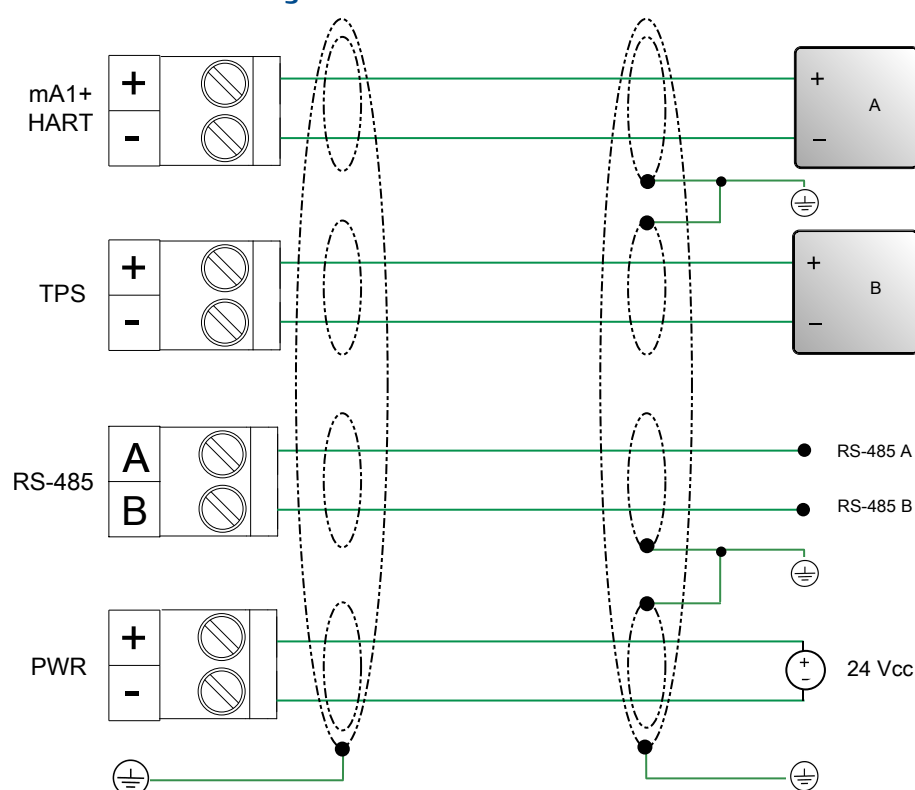 mA1+
HART
+
-
+
–
A
TPS
+
-
+
–
B
RS-485
A
B
RS-485 A
RS-485 B
PWR
+
-
+
–
24 Vcc